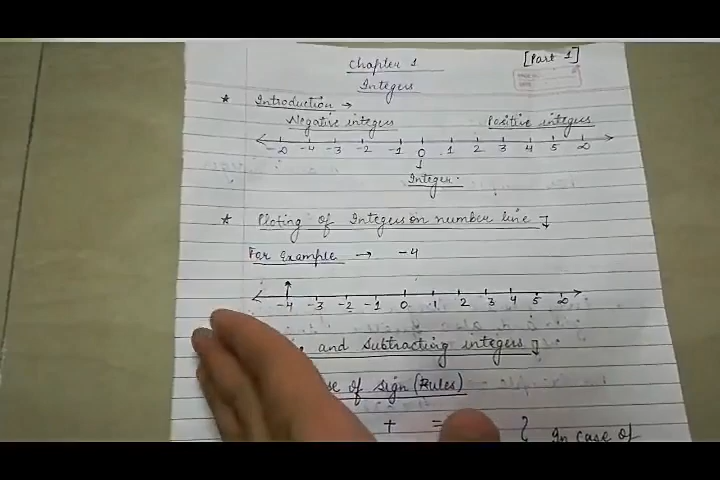 Chapter 1 [Part 1]
Integers
* Introduction →
Negative integers Positive integers
-∞ -4 -3 -2 -1 0 1 2 3 4 5 ∞
Integer.
* Ploting of Integers on number line
For Example → -4
-4 -3 -2 -1 0 1 2 3 4 5 ∞
and subtracting integers
of sign (Rules)
+ = } In case of